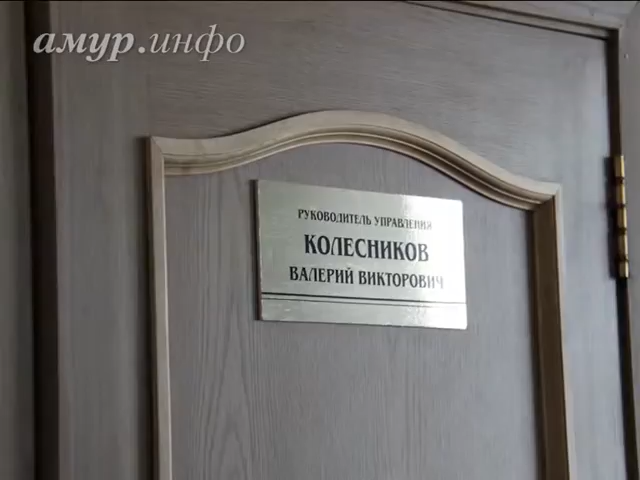 амур.инфо
РУКОВОДИТЕЛЬ УПРАВЛЕНИЯ
КОЛЕСНИКОВ
ВАЛЕРИЙ ВИКТОРОВИЧ